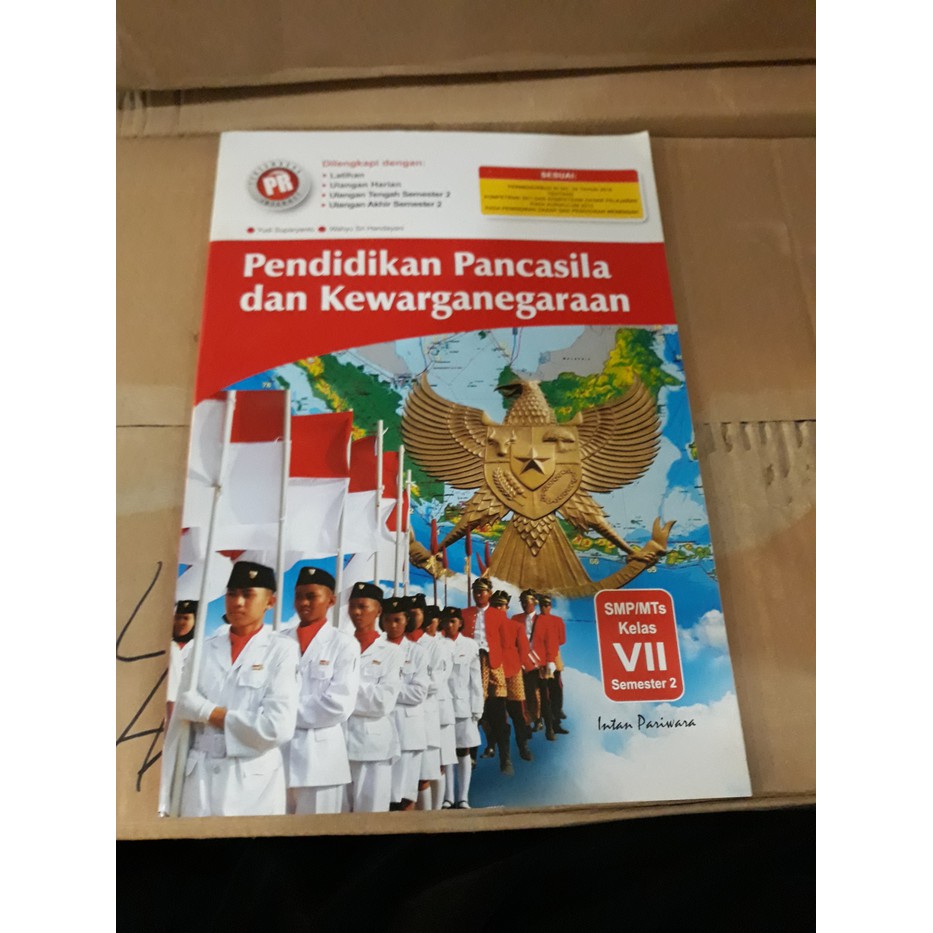 PR
Dilengkapi dengan:
• Latihan
• Ulangan Harian
• Ulangan Tengah Semester 2
• Ulangan Akhir Semester 2
SESUAI:
Yudi Suparyanto Wahyu Sri Handayani
Pendidikan Pancasila
dan Kewarganegaraan
SMP/MTs
Kelas
VII
Semester 2
Intan Pariwara